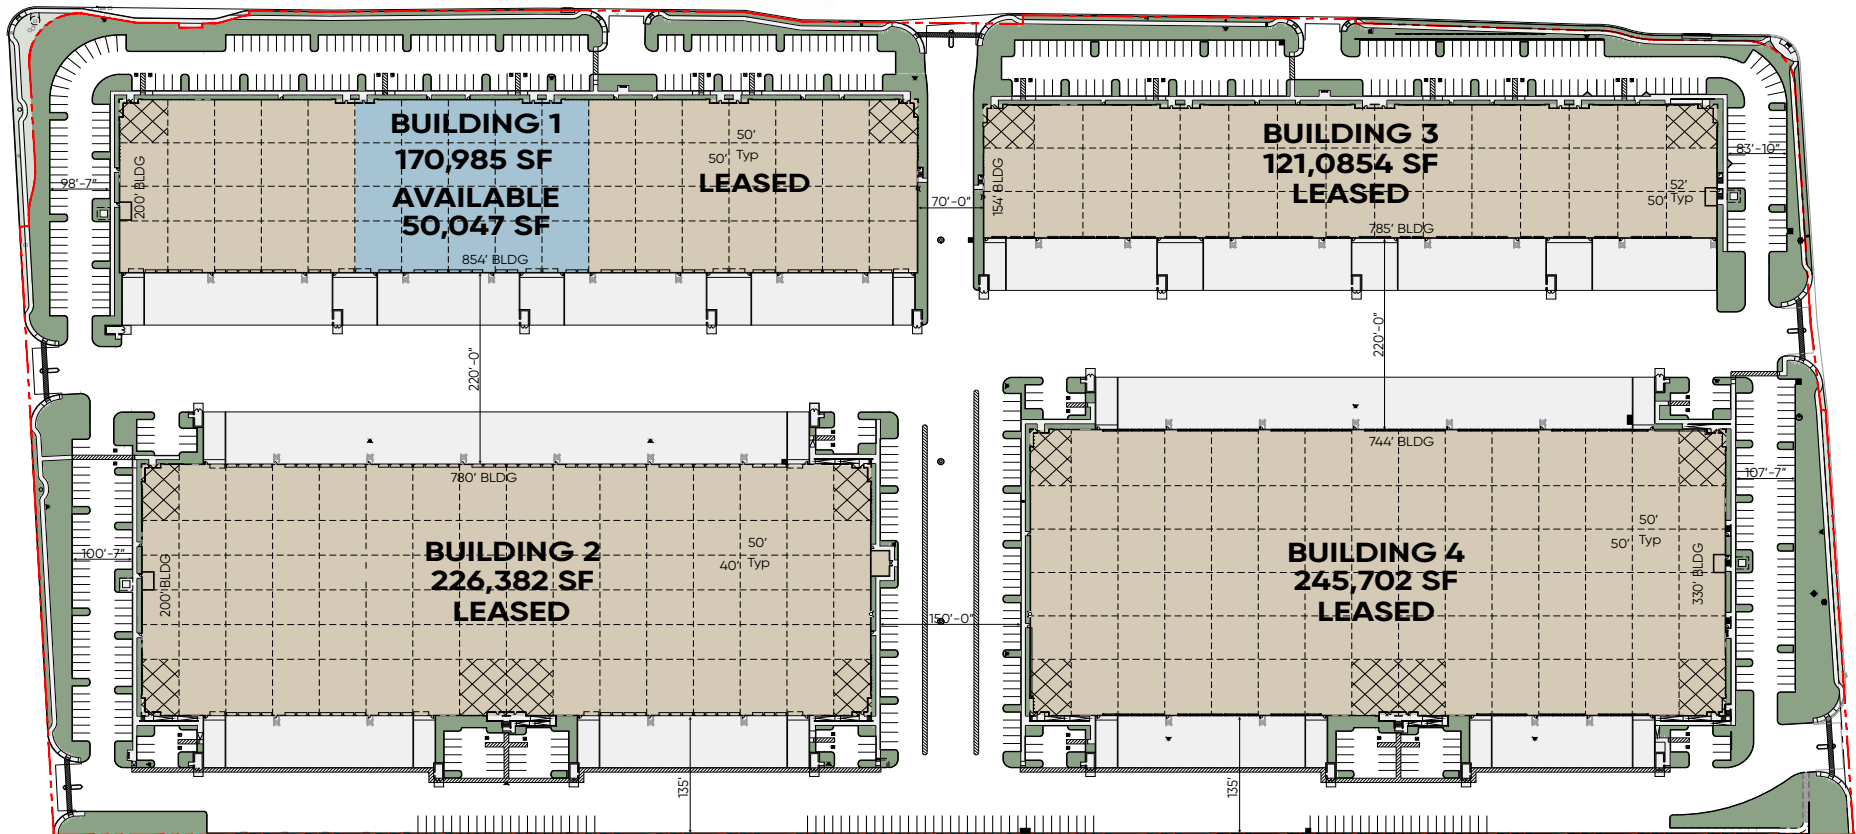 BUILDING 1
170,985 SF
AVAILABLE
50,047 SF
854' BLDG
200' BLDG
98'-7"
50'
50' Typ
LEASED
70'-0"
BUILDING 3
121,0854 SF
LEASED
785' BLDG
154' BLDG
52'
50' Typ
83'-10"
220'-0"
220'-0"
780' BLDG
BUILDING 2
226,382 SF
LEASED
200' BLDG
100'-7"
50'
40' Typ
150'-0"
135'
744' BLDG
BUILDING 4
245,702 SF
LEASED
50'
50' Typ
330' BLDG
107'-7"
135'